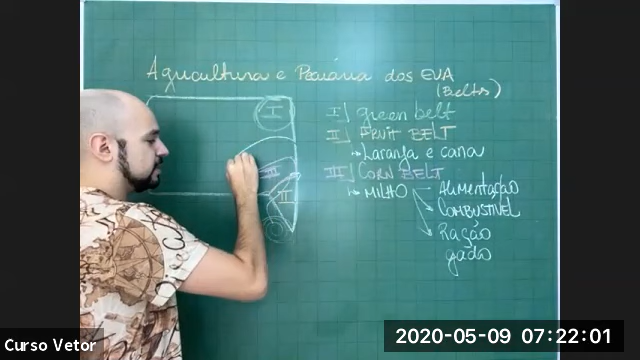 Agricultura e Pecuária dos EUA
(Belts)
I
I| green belt
II| FRUIT BELT
↳ Laranja e cana
III| CORN BELT
III
II
↳ MILHO → ALIMENTAÇÃO
COMBUSTÍVEL
Ração
gado
Curso Vetor
2020-05-09 07:22:01